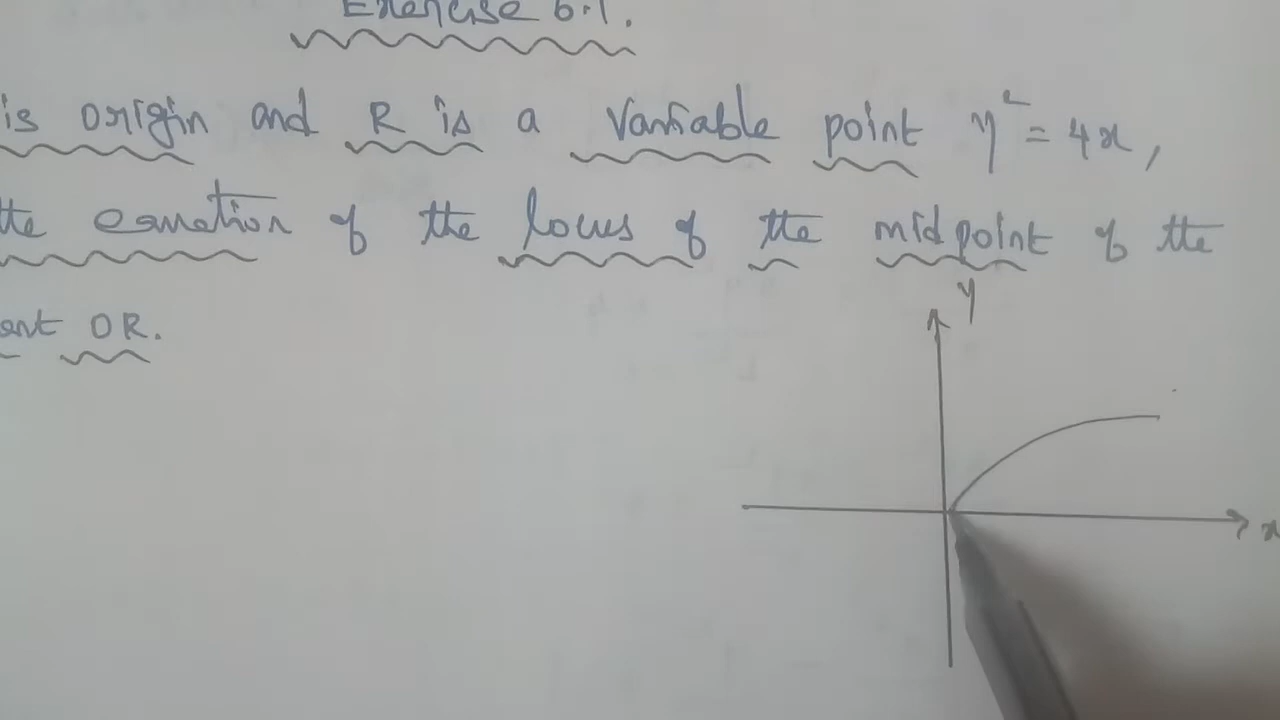 Exercise 6.1.
is origin and R is a variable point y² = 4x,
the equation of the locus of the midpoint of the
OR.
y
x